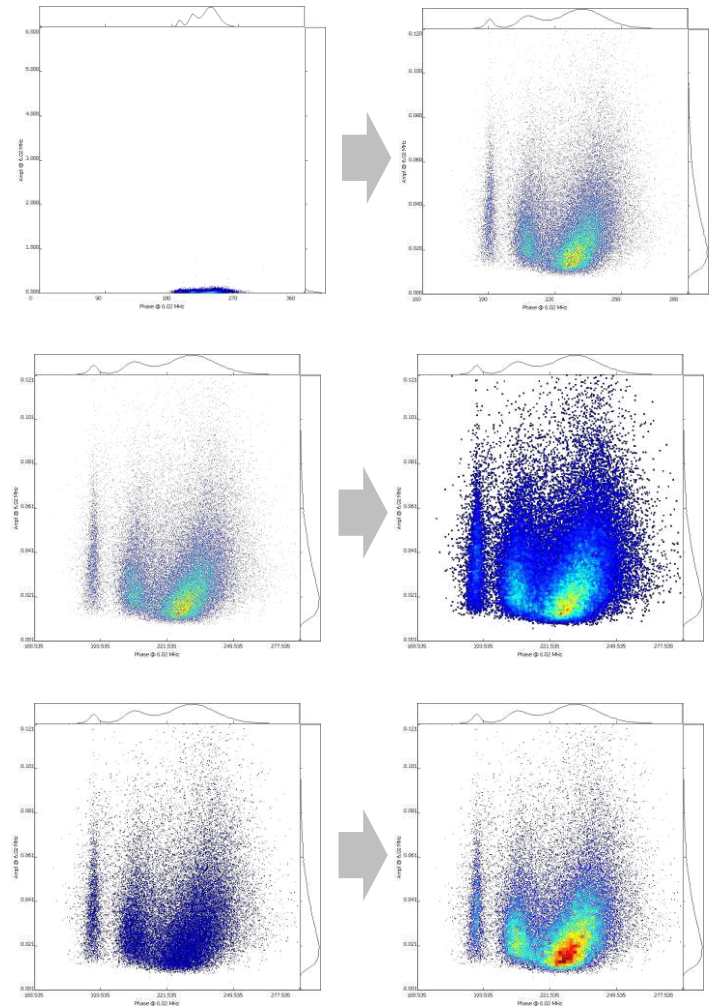 6.000
5.000
4.000
3.000
2.000
1.000
0.000
Ampl @ 6.02 MHz
0 90 180 270 360
Phase @ 6.02 MHz
0.120
0.100
0.080
0.060
0.040
0.020
0.000
Ampl @ 6.02 MHz
160 190 220 250 280
Phase @ 6.02 MHz
0.121
0.101
0.081
0.061
0.041
0.021
0.001
Ampl @ 6.02 MHz
165.535 193.535 221.535 249.535 277.535
Phase @ 6.02 MHz
0.121
0.101
0.081
0.061
0.041
0.021
0.001
Ampl @ 6.02 MHz
165.535 193.535 221.535 249.535 277.535
Phase @ 6.02 MHz
0.121
0.101
0.081
0.061
0.041
0.021
0.001
Ampl @ 6.02 MHz
165.535 193.535 221.535 249.535 277.535
Phase @ 6.02 MHz
0.121
0.101
0.081
0.061
0.041
0.021
0.001
Ampl @ 6.02 MHz
165.535 193.535 221.535 249.535 277.535
Phase @ 6.02 MHz